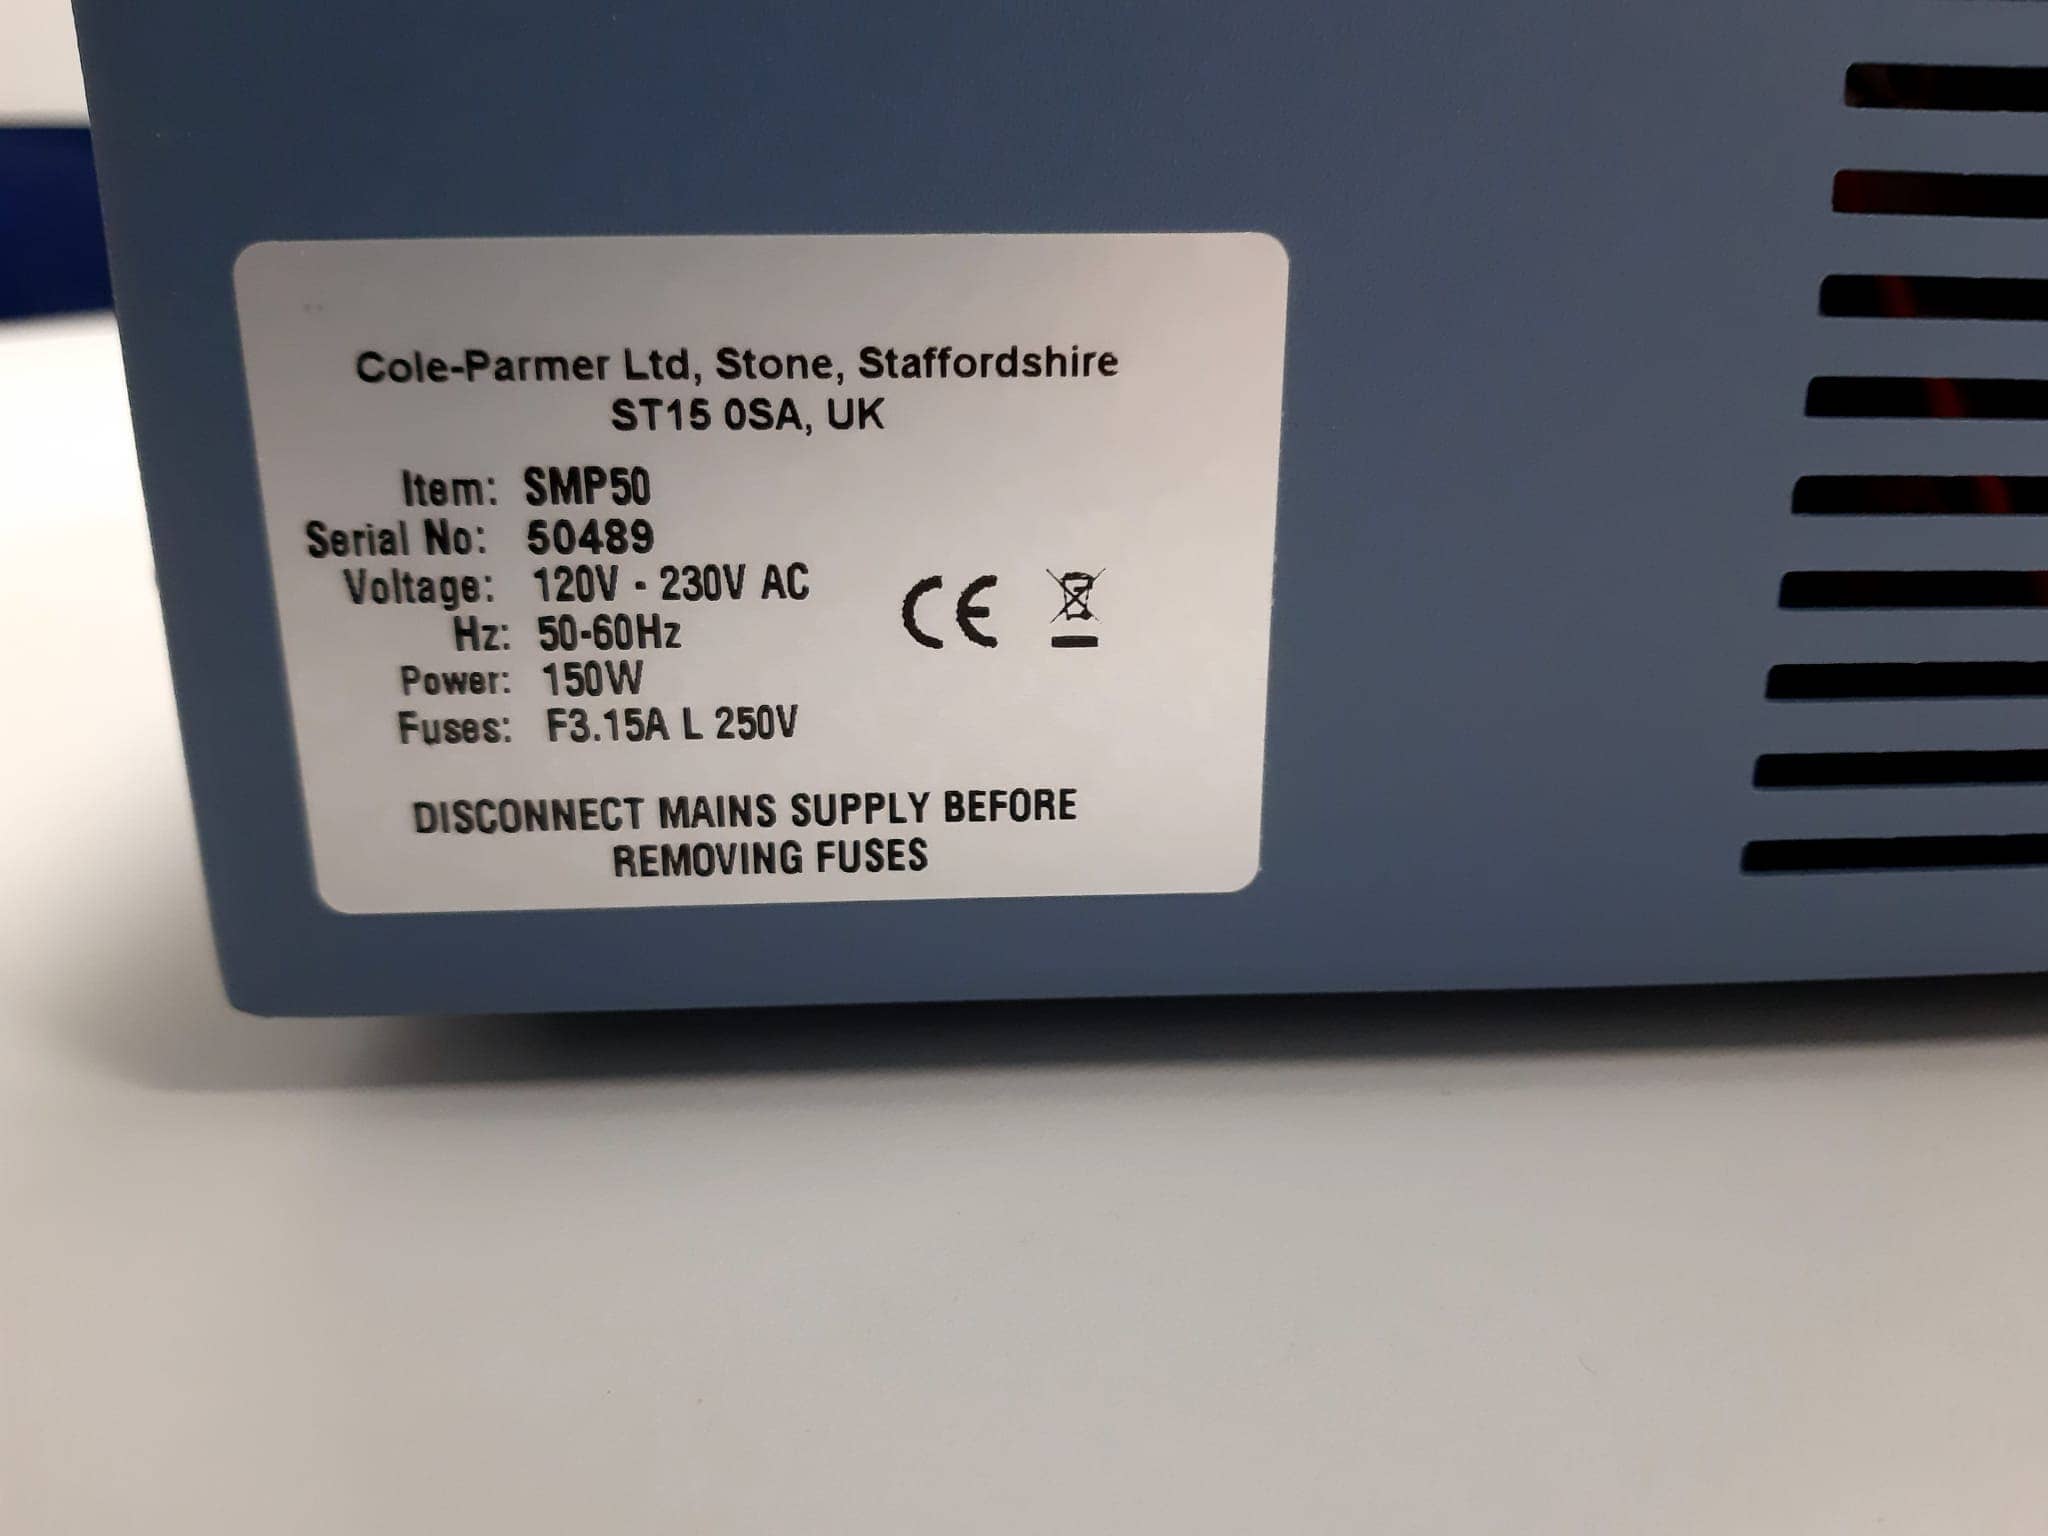 Cole-Parmer Ltd, Stone, Staffordshire
ST15 0SA, UK
Item: SMP50
Serial No: 50489
Voltage: 120V - 230V AC
Hz: 50-60Hz
Power: 150W
Fuses: F3.15A L 250V
CE
DISCONNECT MAINS SUPPLY BEFORE
REMOVING FUSES